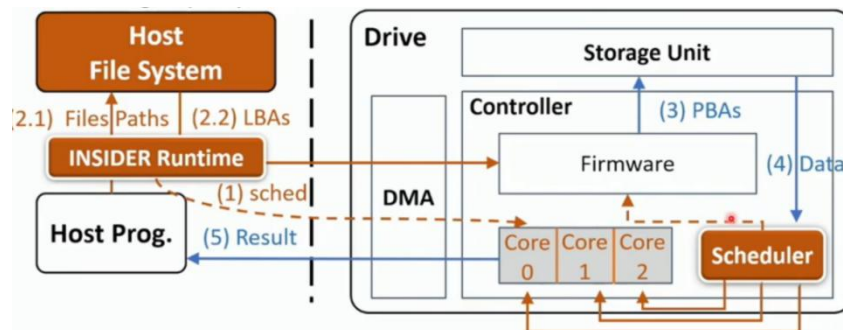 Host
File System
(2.1) Files Paths
(2.2) LBAs
INSIDER Runtime
(1) sched
Host Prog.
(5) Result
Drive
Storage Unit
Controller
(3) PBAs
Firmware
(4) Data
DMA
Core
0
Core
1
Core
2
Scheduler